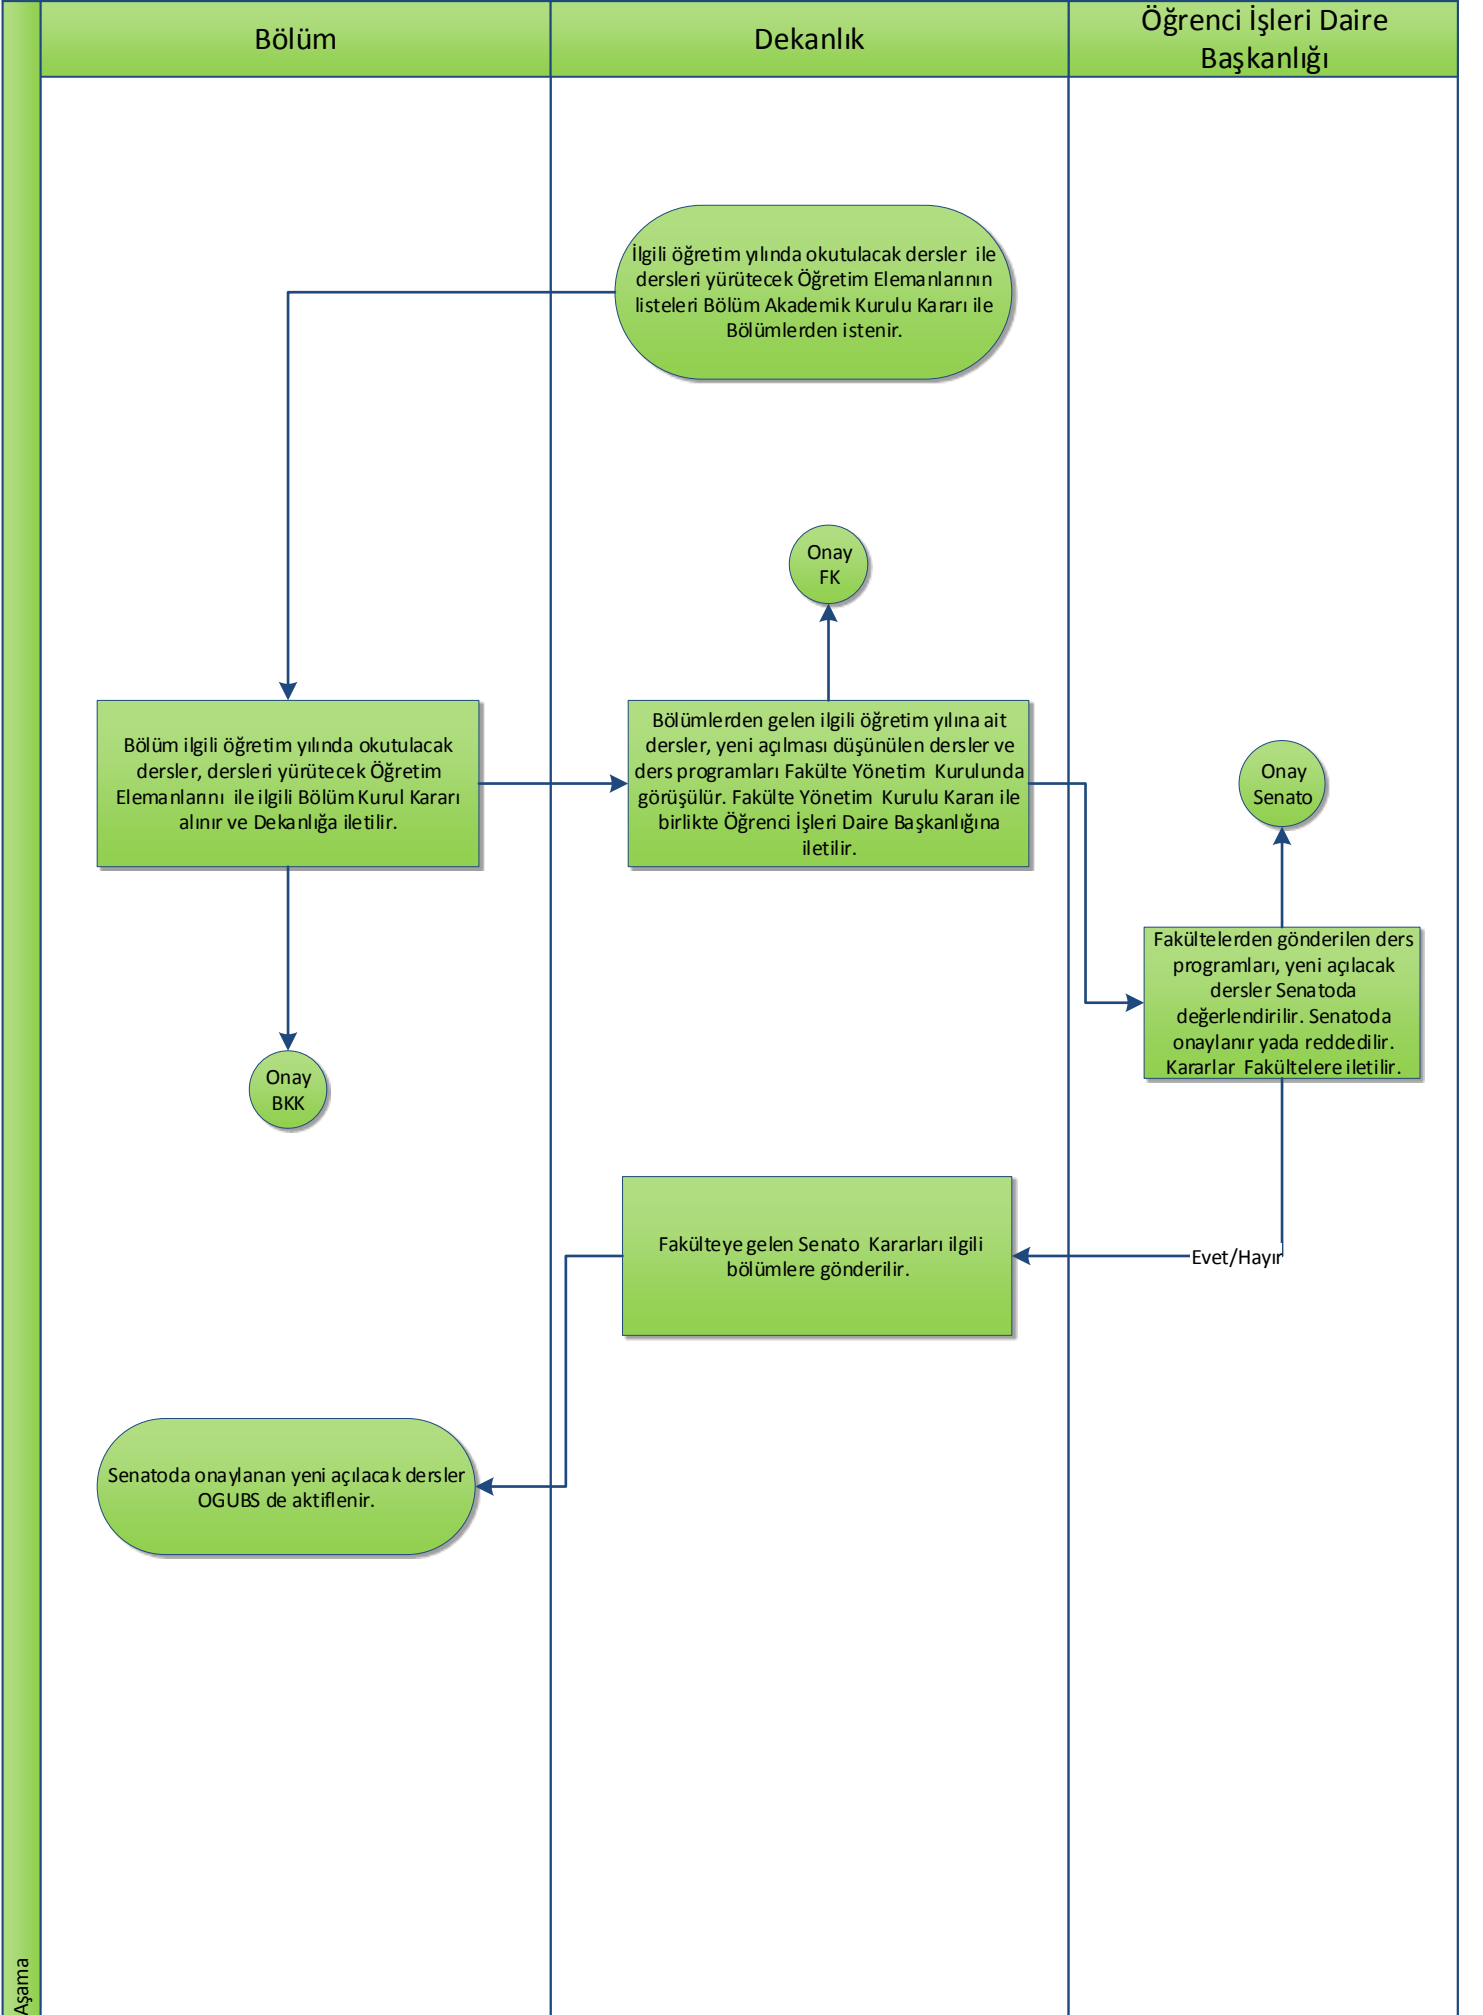 Bölüm
Dekanlık
Öğrenci İşleri Daire
Başkanlığı
İlgili öğretim yılında okutulacak dersler ile
dersleri yürütecek Öğretim Elemanlarının
listeleri Bölüm Akademik Kurulu Kararı ile
Bölümlerden istenir.
Onay
FK
Bölüm ilgili öğretim yılında okutulacak
dersler, dersleri yürütecek Öğretim
Elemanlarını ile ilgili Bölüm Kurul Kararı
alınır ve Dekanlığa iletilir.
Bölümlerden gelen ilgili öğretim yılına ait
dersler, yeni açılması düşünülen dersler ve
ders programları Fakülte Yönetim Kurulunda
görüşülür. Fakülte Yönetim Kurulu Kararı ile
birlikte Öğrenci İşleri Daire Başkanlığına
iletilir.
Onay
Senato
Fakültelerden gönderilen ders
programları, yeni açılacak
dersler Senatoda
değerlendirilir. Senatoda
onaylanır yada reddedilir.
Kararlar Fakültelere iletilir.
Onay
BKK
Fakülteye gelen Senato Kararları ilgili
bölümlere gönderilir.
Evet/Hayır
Senatoda onaylanan yeni açılacak dersler
OGUBS de aktiflenir.
Aşama